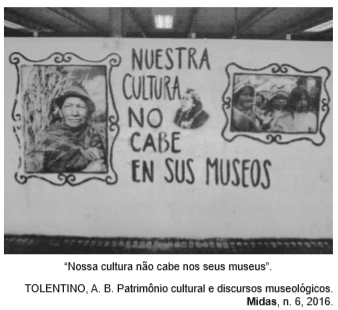 NUESTRA
CULTURA
NO
CABE
EN SUS MUSEOS
“Nossa cultura não cabe nos seus museus”.
TOLENTINO, A. B. Patrimônio cultural e discursos museológicos.
Midas, n. 6, 2016.